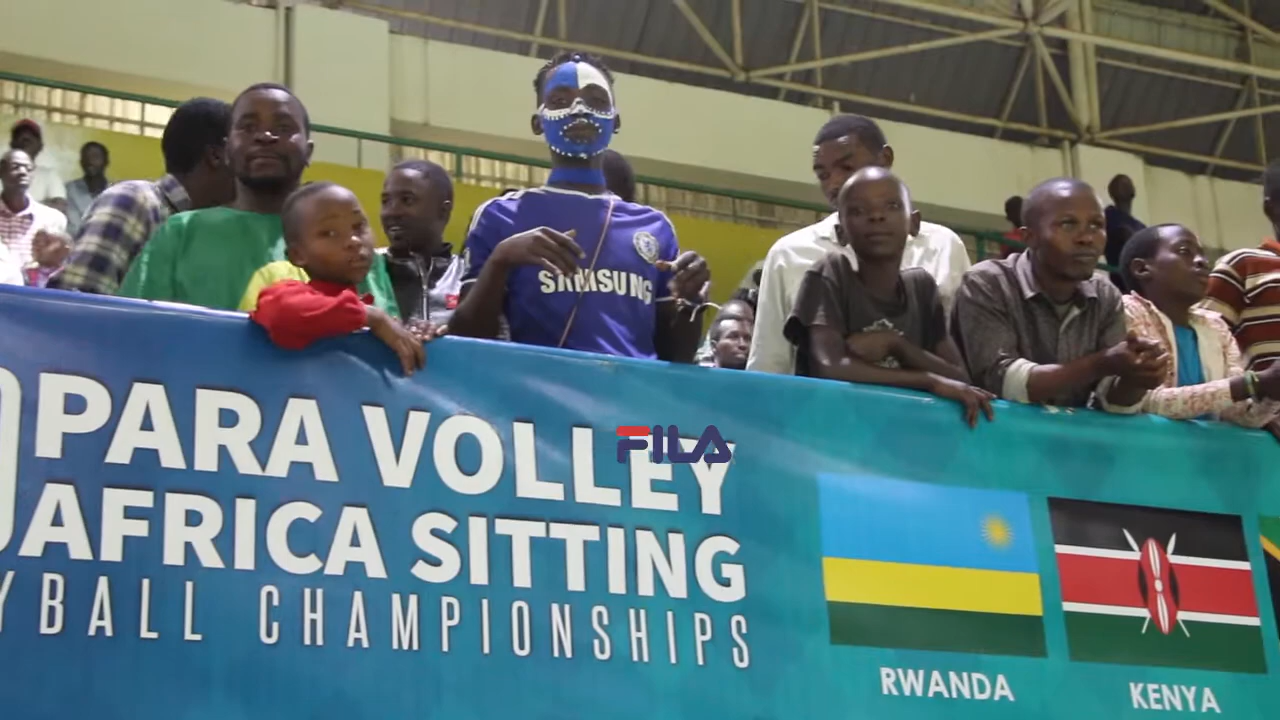 SAMSUNG
PARA VOLLEY
FILA
AFRICA SITTING
YBALL CHAMPIONSHIPS
RWANDA
KENYA